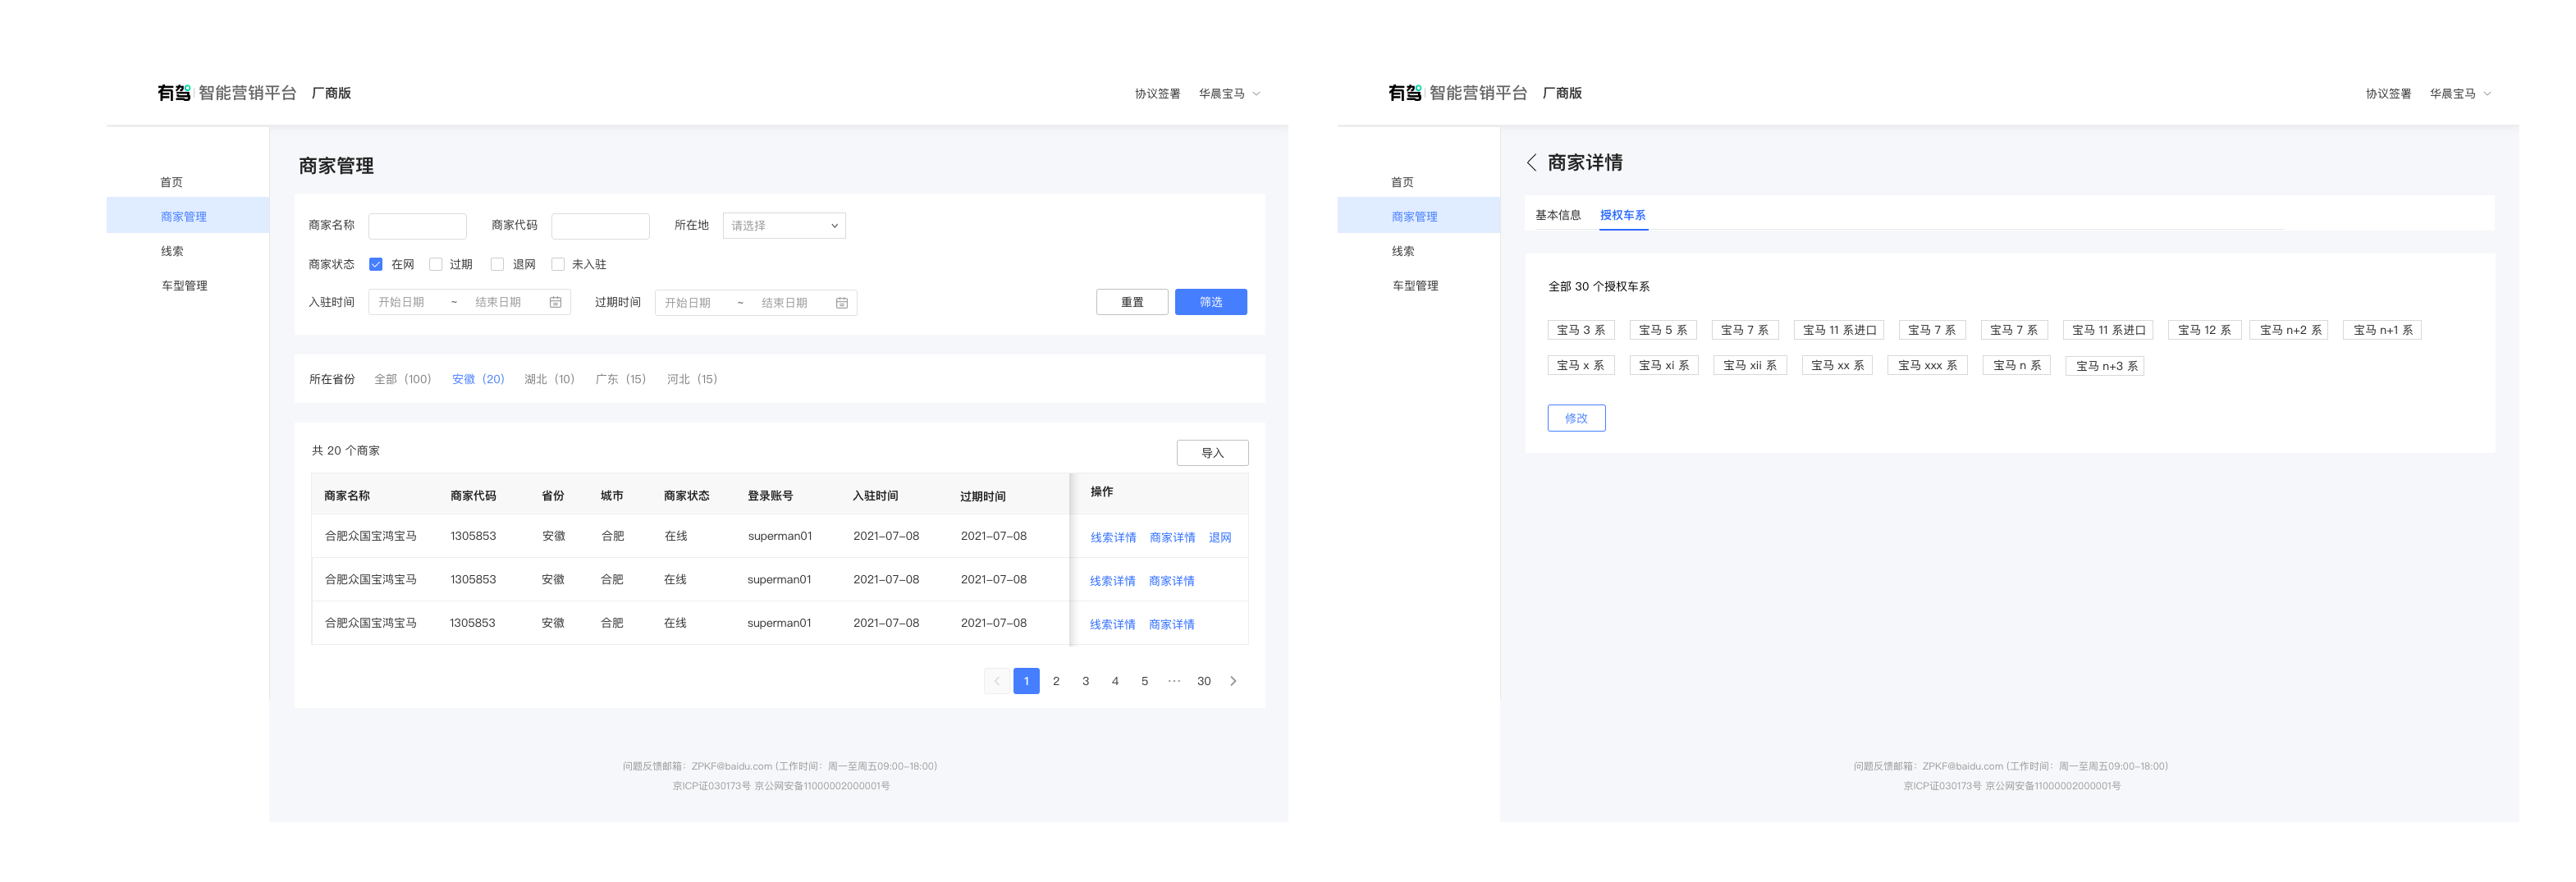 有驾 智能营销平台 厂商版 协议签署 华晨宝马
首页
商家管理
线索
车型管理
商家管理
商家名称 商家代码 所在地 请选择
商家状态 在网 过期 退网 未入驻
入驻时间 开始日期 ~ 结束日期 过期时间 开始日期 ~ 结束日期 重置 筛选
所在省份 全部（100） 安徽（20） 湖北（10） 广东（15） 河北（15）
共 20 个商家 导入
商家名称 商家代码 省份 城市 商家状态 登录账号 入驻时间 过期时间 操作
合肥众国宝鸿宝马 1305853 安徽 合肥 在线 superman01 2021-07-08 2021-07-08 线索详情 商家详情 退网
合肥众国宝鸿宝马 1305853 安徽 合肥 在线 superman01 2021-07-08 2021-07-08 线索详情 商家详情
合肥众国宝鸿宝马 1305853 安徽 合肥 在线 superman01 2021-07-08 2021-07-08 线索详情 商家详情
1 2 3 4 5 ··· 30
问题反馈邮箱：ZPKF@baidu.com (工作时间：周一至周五09:00-18:00)
京ICP证030173号 京公网安备11000002000001号
有驾 智能营销平台 厂商版 协议签署 华晨宝马
首页
商家管理
线索
车型管理
商家详情
基本信息 授权车系
全部 30 个授权车系
宝马 3 系 宝马 5 系 宝马 7 系 宝马 11 系进口 宝马 7 系 宝马 7 系 宝马 11 系进口 宝马 12 系 宝马 n+2 系 宝马 n+1 系
宝马 x 系 宝马 xi 系 宝马 xii 系 宝马 xx 系 宝马 xxx 系 宝马 n 系 宝马 n+3 系
修改
问题反馈邮箱：ZPKF@baidu.com (工作时间：周一至周五09:00-18:00)
京ICP证030173号 京公网安备11000002000001号